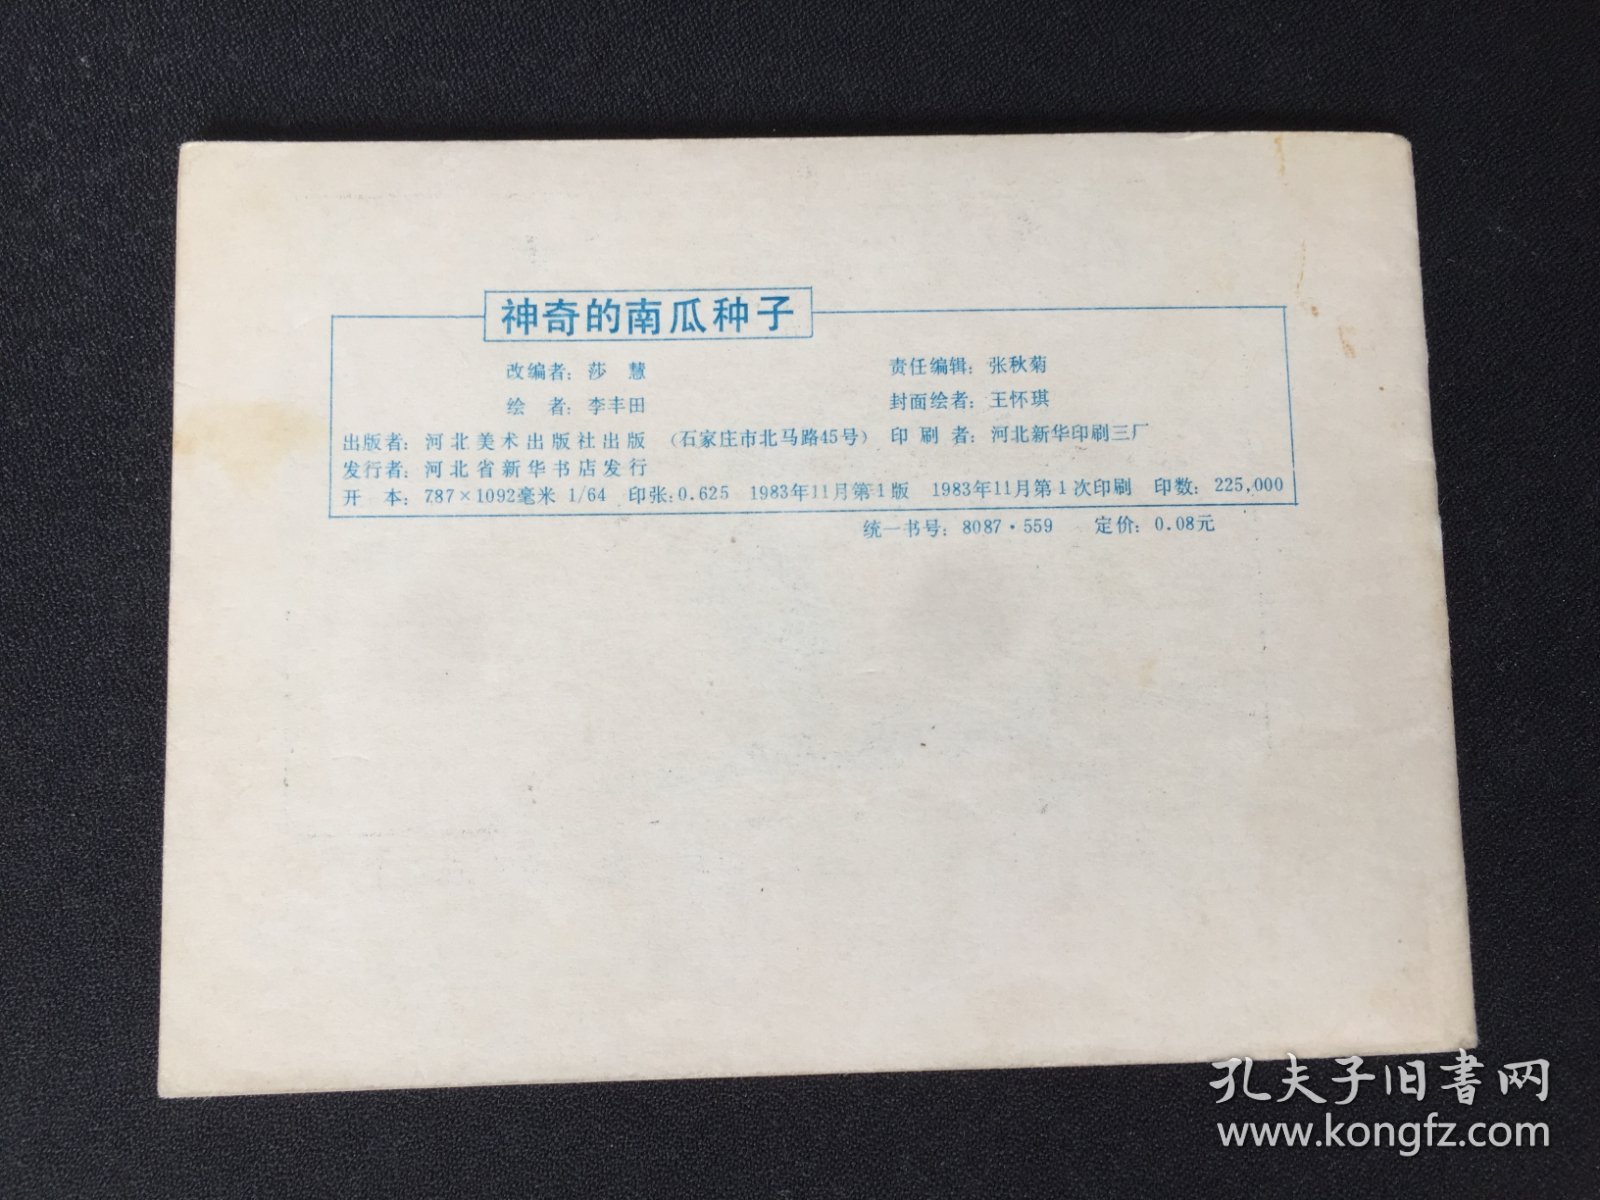 神奇的南瓜种子
改编者：莎　慧　　责任编辑：张秋菊
绘　者：李丰田　　封面绘者：王怀琪
出版者：河北美术出版社出版　（石家庄市北马路45号）　印刷者：河北新华印刷三厂
发行者：河北省新华书店发行
开　本：787×1092毫米 1/64　印张：0.625　1983年11月第1版　1983年11月第1次印刷　印数：225,000
统一书号：8087·559　　定价：0.08元
孔夫子旧書网
www.kongfz.com